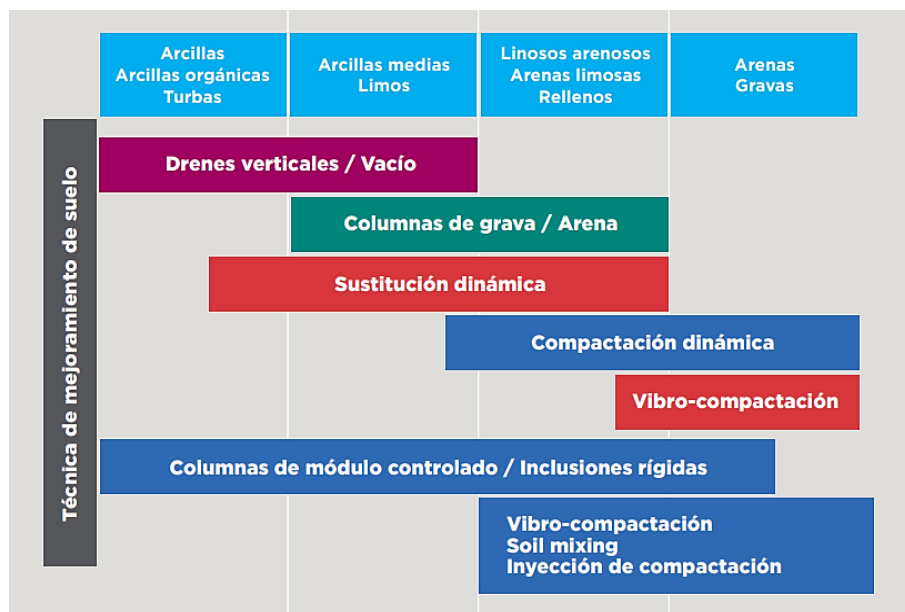 Arcillas
Arcillas orgánicas
Turbas
Arcillas medias
Limos
Linosos arenosos
Arenas limosas
Rellenos
Arenas
Gravas
Técnica de mejoramiento de suelo
Drenes verticales / Vacío
Columnas de grava / Arena
Sustitución dinámica
Compactación dinámica
Vibro-compactación
Columnas de módulo controlado / Inclusiones rígidas
Vibro-compactación
Soil mixing
Inyección de compactación